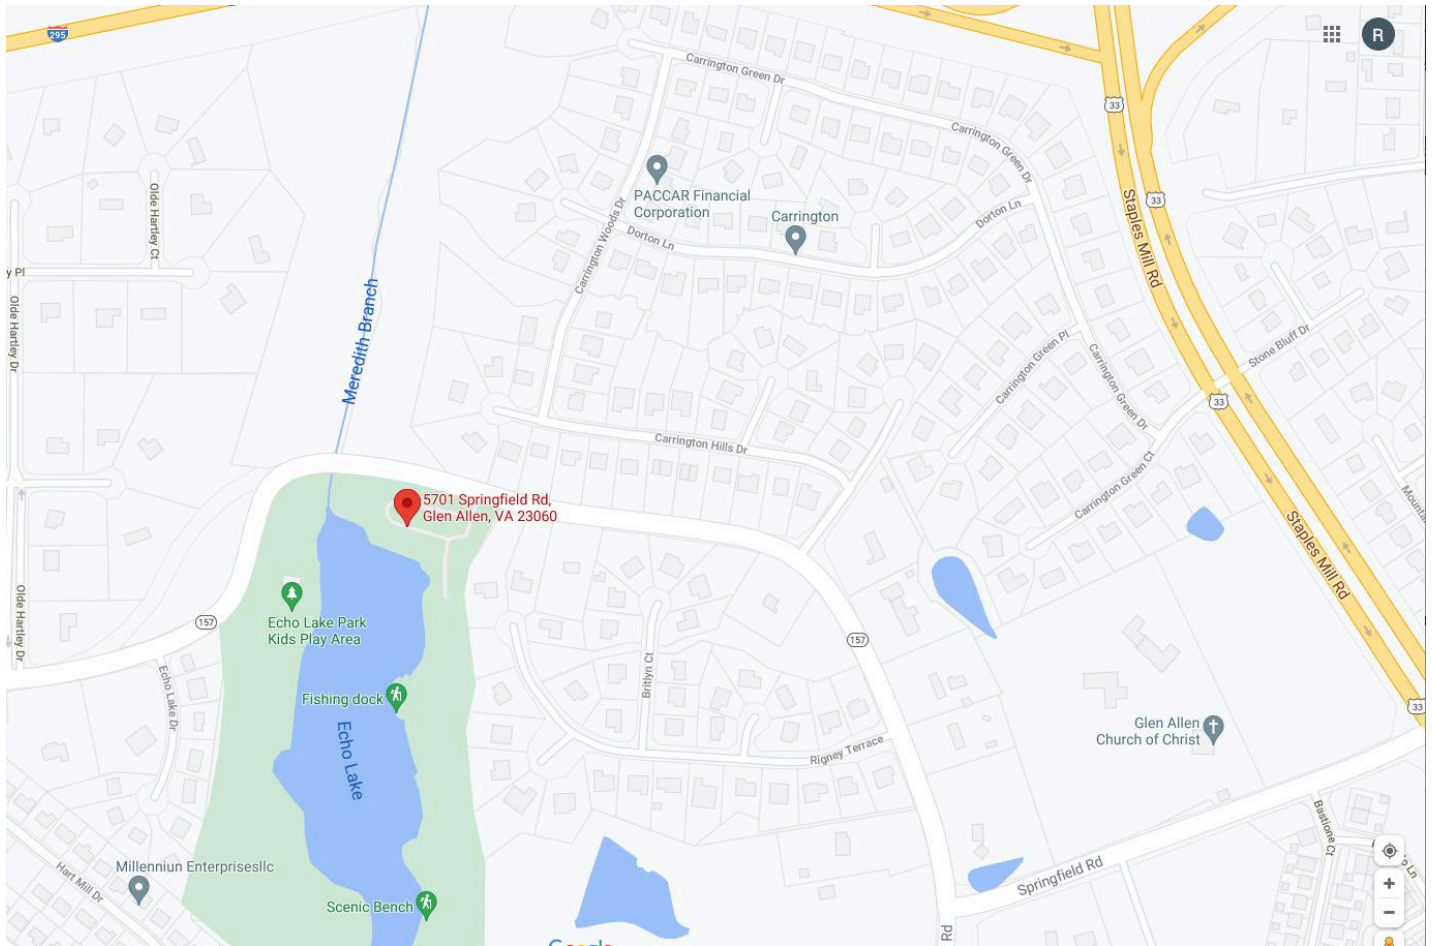 295
R
Carrington Green Dr
33
Carrington Green Dr
PACCAR Financial
Corporation
Carrington
Dorton Ln
Dorton Ln
Carrington Woods Dr
Staples Mill Rd
33
Olde Hartley Ct
y Pl
Olde Hartley Dr
Meredith Branch
Carrington Green Pl
Carrington Green Dr
Stone Bluff Dr
33
Carrington Hills Dr
Carrington Green Ct
5701 Springfield Rd,
Glen Allen, VA 23060
Staples Mill Rd
Olde Hartley Dr
157
Echo Lake Park
Kids Play Area
157
Echo Lake Dr
Britlyn Ct
Fishing dock
33
Echo Lake
Glen Allen
Church of Christ
Rigney Terrace
Bastione Ct
Millenniun Enterprisesllc
Hart Mill Dr
Springfield Rd
Ln
Scenic Bench
Rd
Google